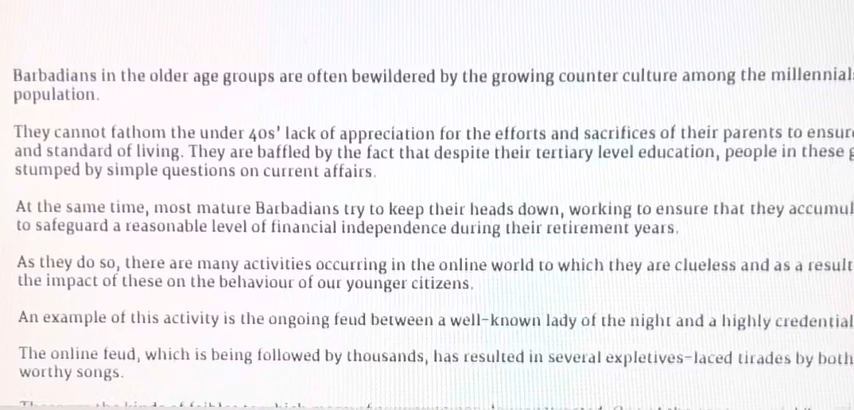 Barbadians in the older age groups are often bewildered by the growing counter culture among the
population.
They cannot fathom the under 40s' lack of appreciation for the efforts and sacrifices of their parents to
and standard of living. They are baffled by the fact that despite their tertiary level education, people in these
stumped by simple questions on current affairs.
At the same time, most mature Barbadians try to keep their heads down, working to ensure that they
to safeguard a reasonable level of financial independence during their retirement years.
As they do so, there are many activities occurring in the online world to which they are clueless and as a result
the impact of these on the behaviour of our younger citizens.
An example of this activity is the ongoing feud between a well-known lady of the night and a highly
The online feud, which is being followed by thousands, has resulted in several expletives-laced tirades by both
worthy songs.